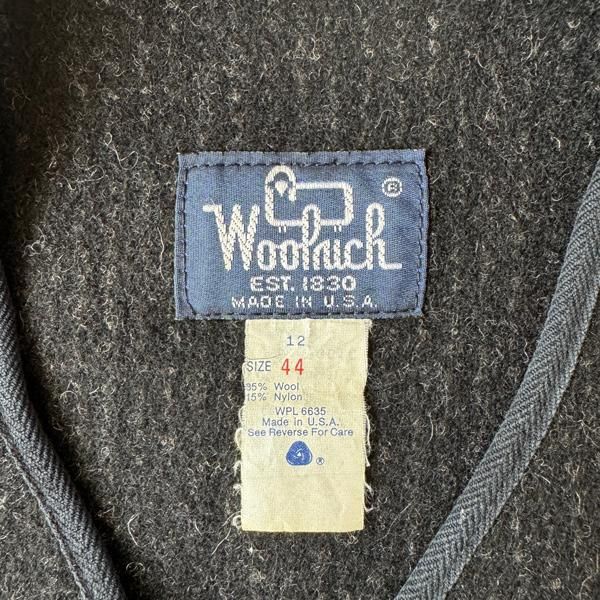 ®
Woolrich
EST. 1830
MADE IN U.S.A.
12
SIZE 44
85% Wool
15% Nylon
WPL 6635
Made in U.S.A.
See Reverse For Care
®